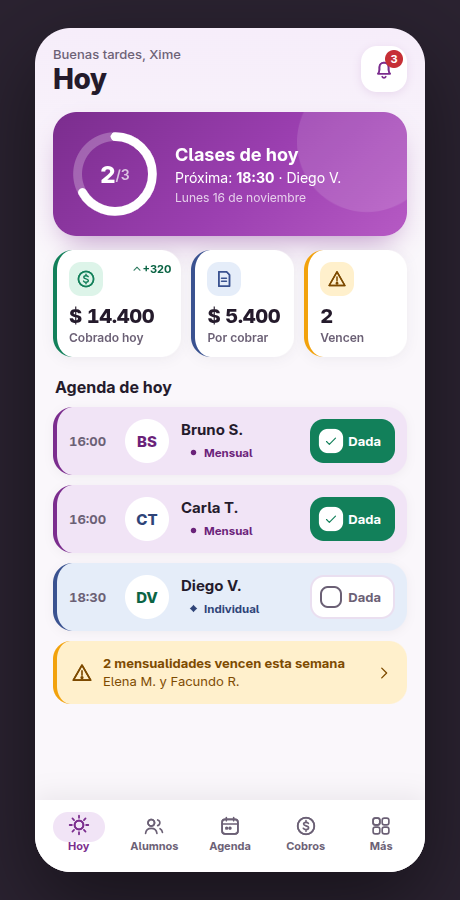 Buenas tardes, Xime
Hoy
3
2/3
Clases de hoy
Próxima: 18:30 · Diego V.
Lunes 16 de noviembre
+320
$ 14.400
Cobrado hoy
$ 5.400
Por cobrar
2
Vencen
Agenda de hoy
16:00
BS
Bruno S.
Mensual
Dada
16:00
CT
Carla T.
Mensual
Dada
18:30
DV
Diego V.
Individual
Dada
2 mensualidades vencen esta semana
Elena M. y Facundo R.
Hoy
Alumnos
Agenda
Cobros
Más